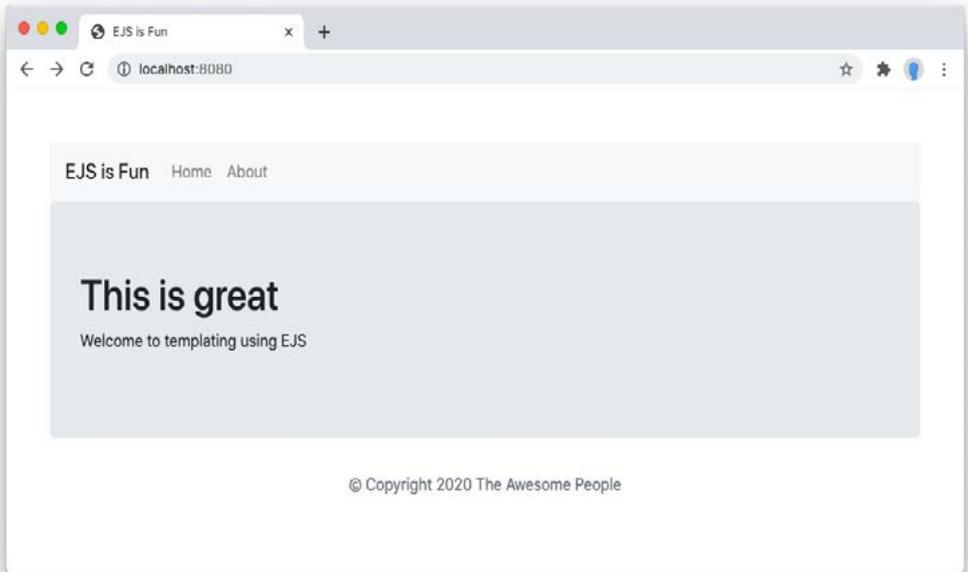 EJS is Fun
localhost:8080
EJS is Fun Home About
This is great
Welcome to templating using EJS
© Copyright 2020 The Awesome People